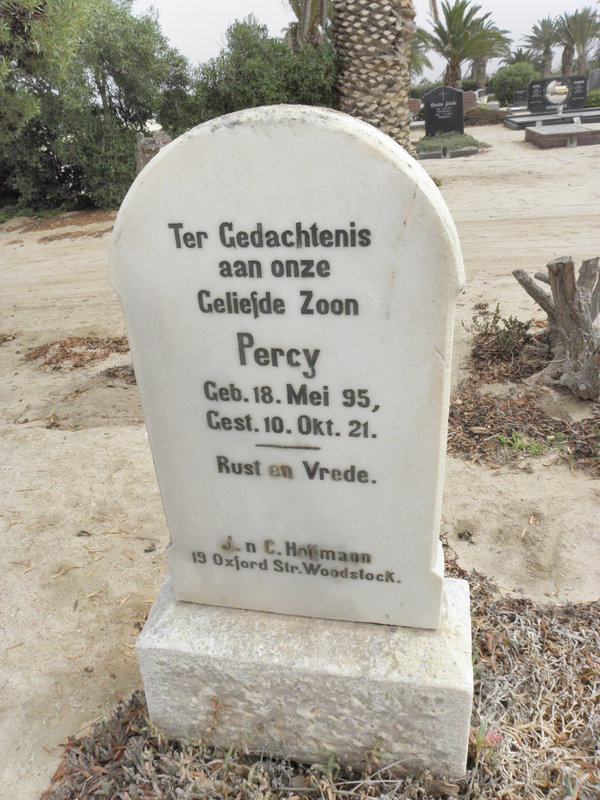 Ter Gedachtenis
aan onze
Geliefde Zoon
Percy
Geb. 18. Mei 95,
Gest. 10. Okt. 21.
Rust en Vrede.
J. n C. Hoffmann
19 Oxford Str. Woodstock.